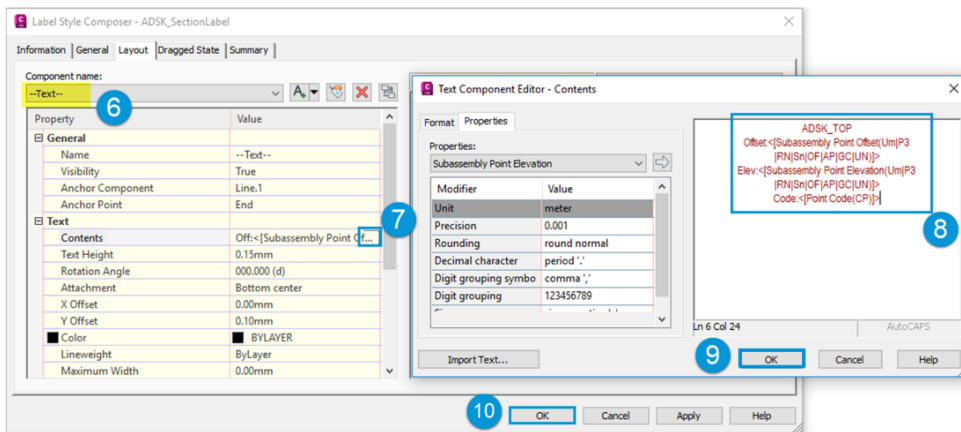 Label Style Composer - ADSK_SectionLabel
Information General Layout Dragged State Summary
Component name:
--Text--
6
Property Value
General
Name --Text--
Visibility True
Anchor Component Line.1
Anchor Point End
Text
Contents Off:<[Subassembly Point Of...
7
Text Height 0.15mm
Rotation Angle 000.000 (d)
Attachment Bottom center
X Offset 0.00mm
Y Offset 0.10mm
Color BYLAYER
Lineweight ByLayer
Maximum Width 0.00mm
10
OK Cancel Apply Help
Text Component Editor - Contents
Format Properties
Properties:
Subassembly Point Elevation
Modifier Value
Unit meter
Precision 0.001
Rounding round normal
Decimal character period '.'
Digit grouping symbo comma ','
Digit grouping 123456789
Import Text...
ADSK_TOP
Offset:<[Subassembly Point Offset(Um|P3
|RN|Sn|OF|AP|GC|UN)]>
Elev:<[Subassembly Point Elevation(Um|P3
|RN|Sn|OF|AP|GC|UN)]>
Code:<[Point Code(CP)]>
8
Ln 6 Col 24 AutoCAPS
9
OK Cancel Help